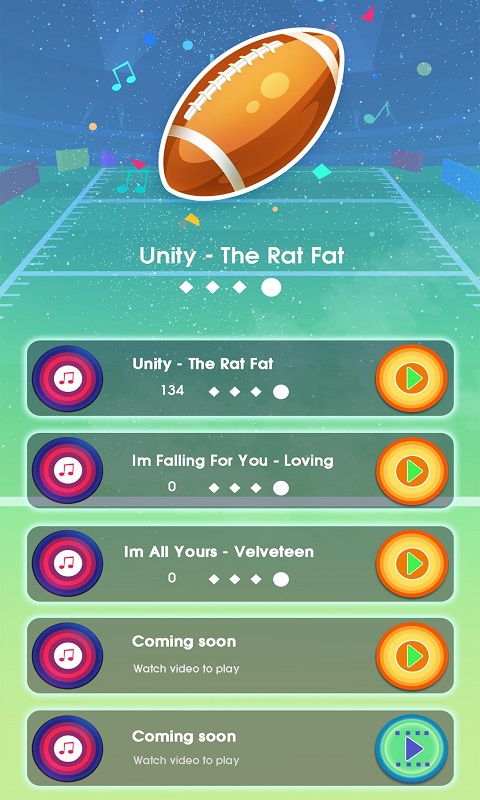 Unity - The Rat Fat
Unity - The Rat Fat
134
Im Falling For You - Loving
0
Im All Yours - Velveteen
0
Coming soon
Watch video to play
Coming soon
Watch video to play